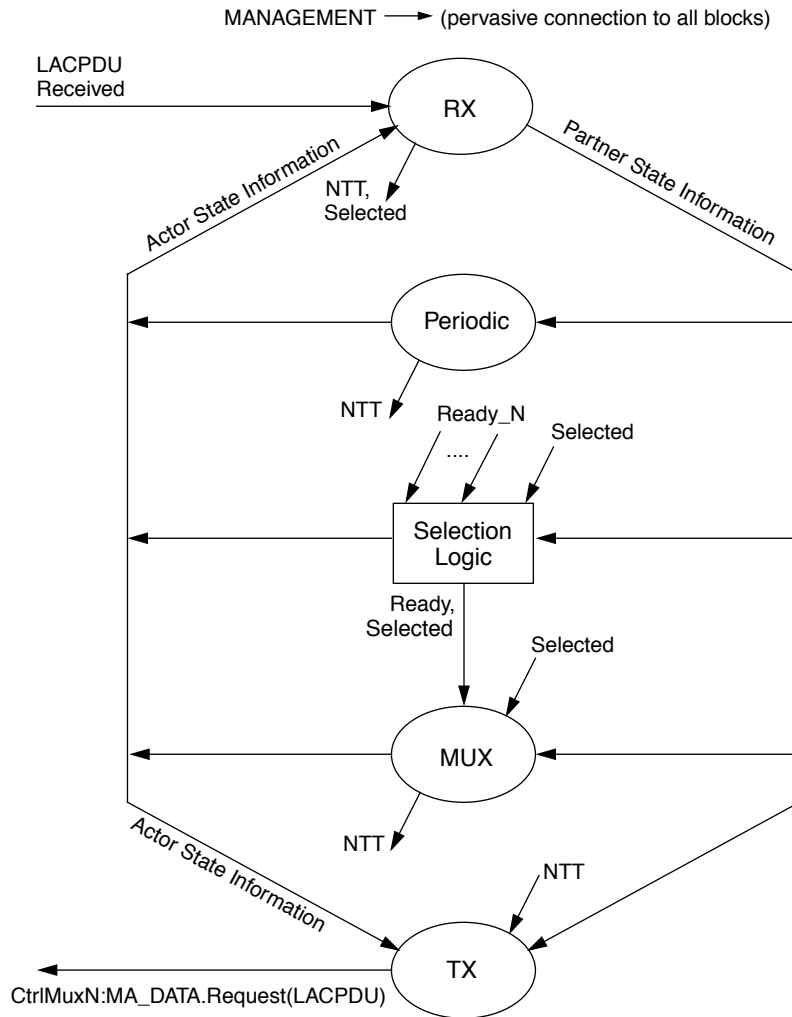 MANAGEMENT (pervasive connection to all blocks)
LACPDU
Received
RX
Actor State Information
Partner State Information
NTT,
Selected
Periodic
NTT
Ready_N
....
Selected
Selection
Logic
Ready,
Selected
Selected
MUX
NTT
Actor State Information
NTT
TX
CtrlMuxN:MA_DATA.Request(LACPDU)